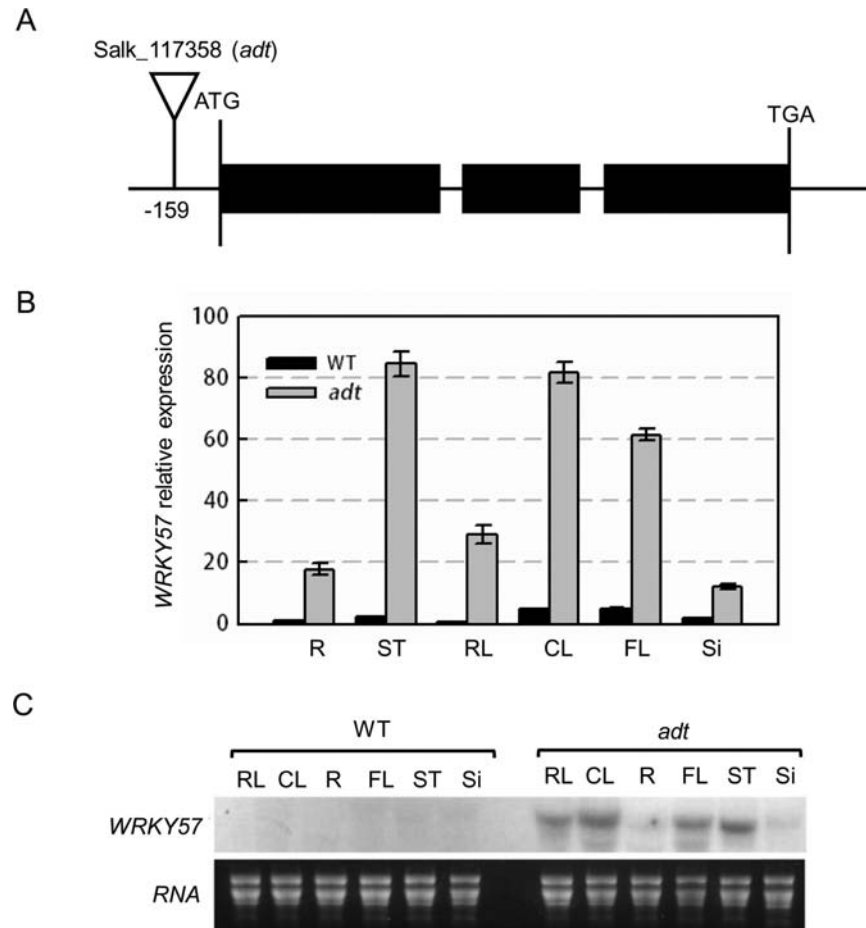 A
Salk_117358 (adt)
ATG
TGA
-159
B
WRKY57 relative expression
100
80
60
40
20
0
WT
adt
R ST RL CL FL Si
C
WT adt
RL CL R FL ST Si RL CL R FL ST Si
WRKY57
RNA